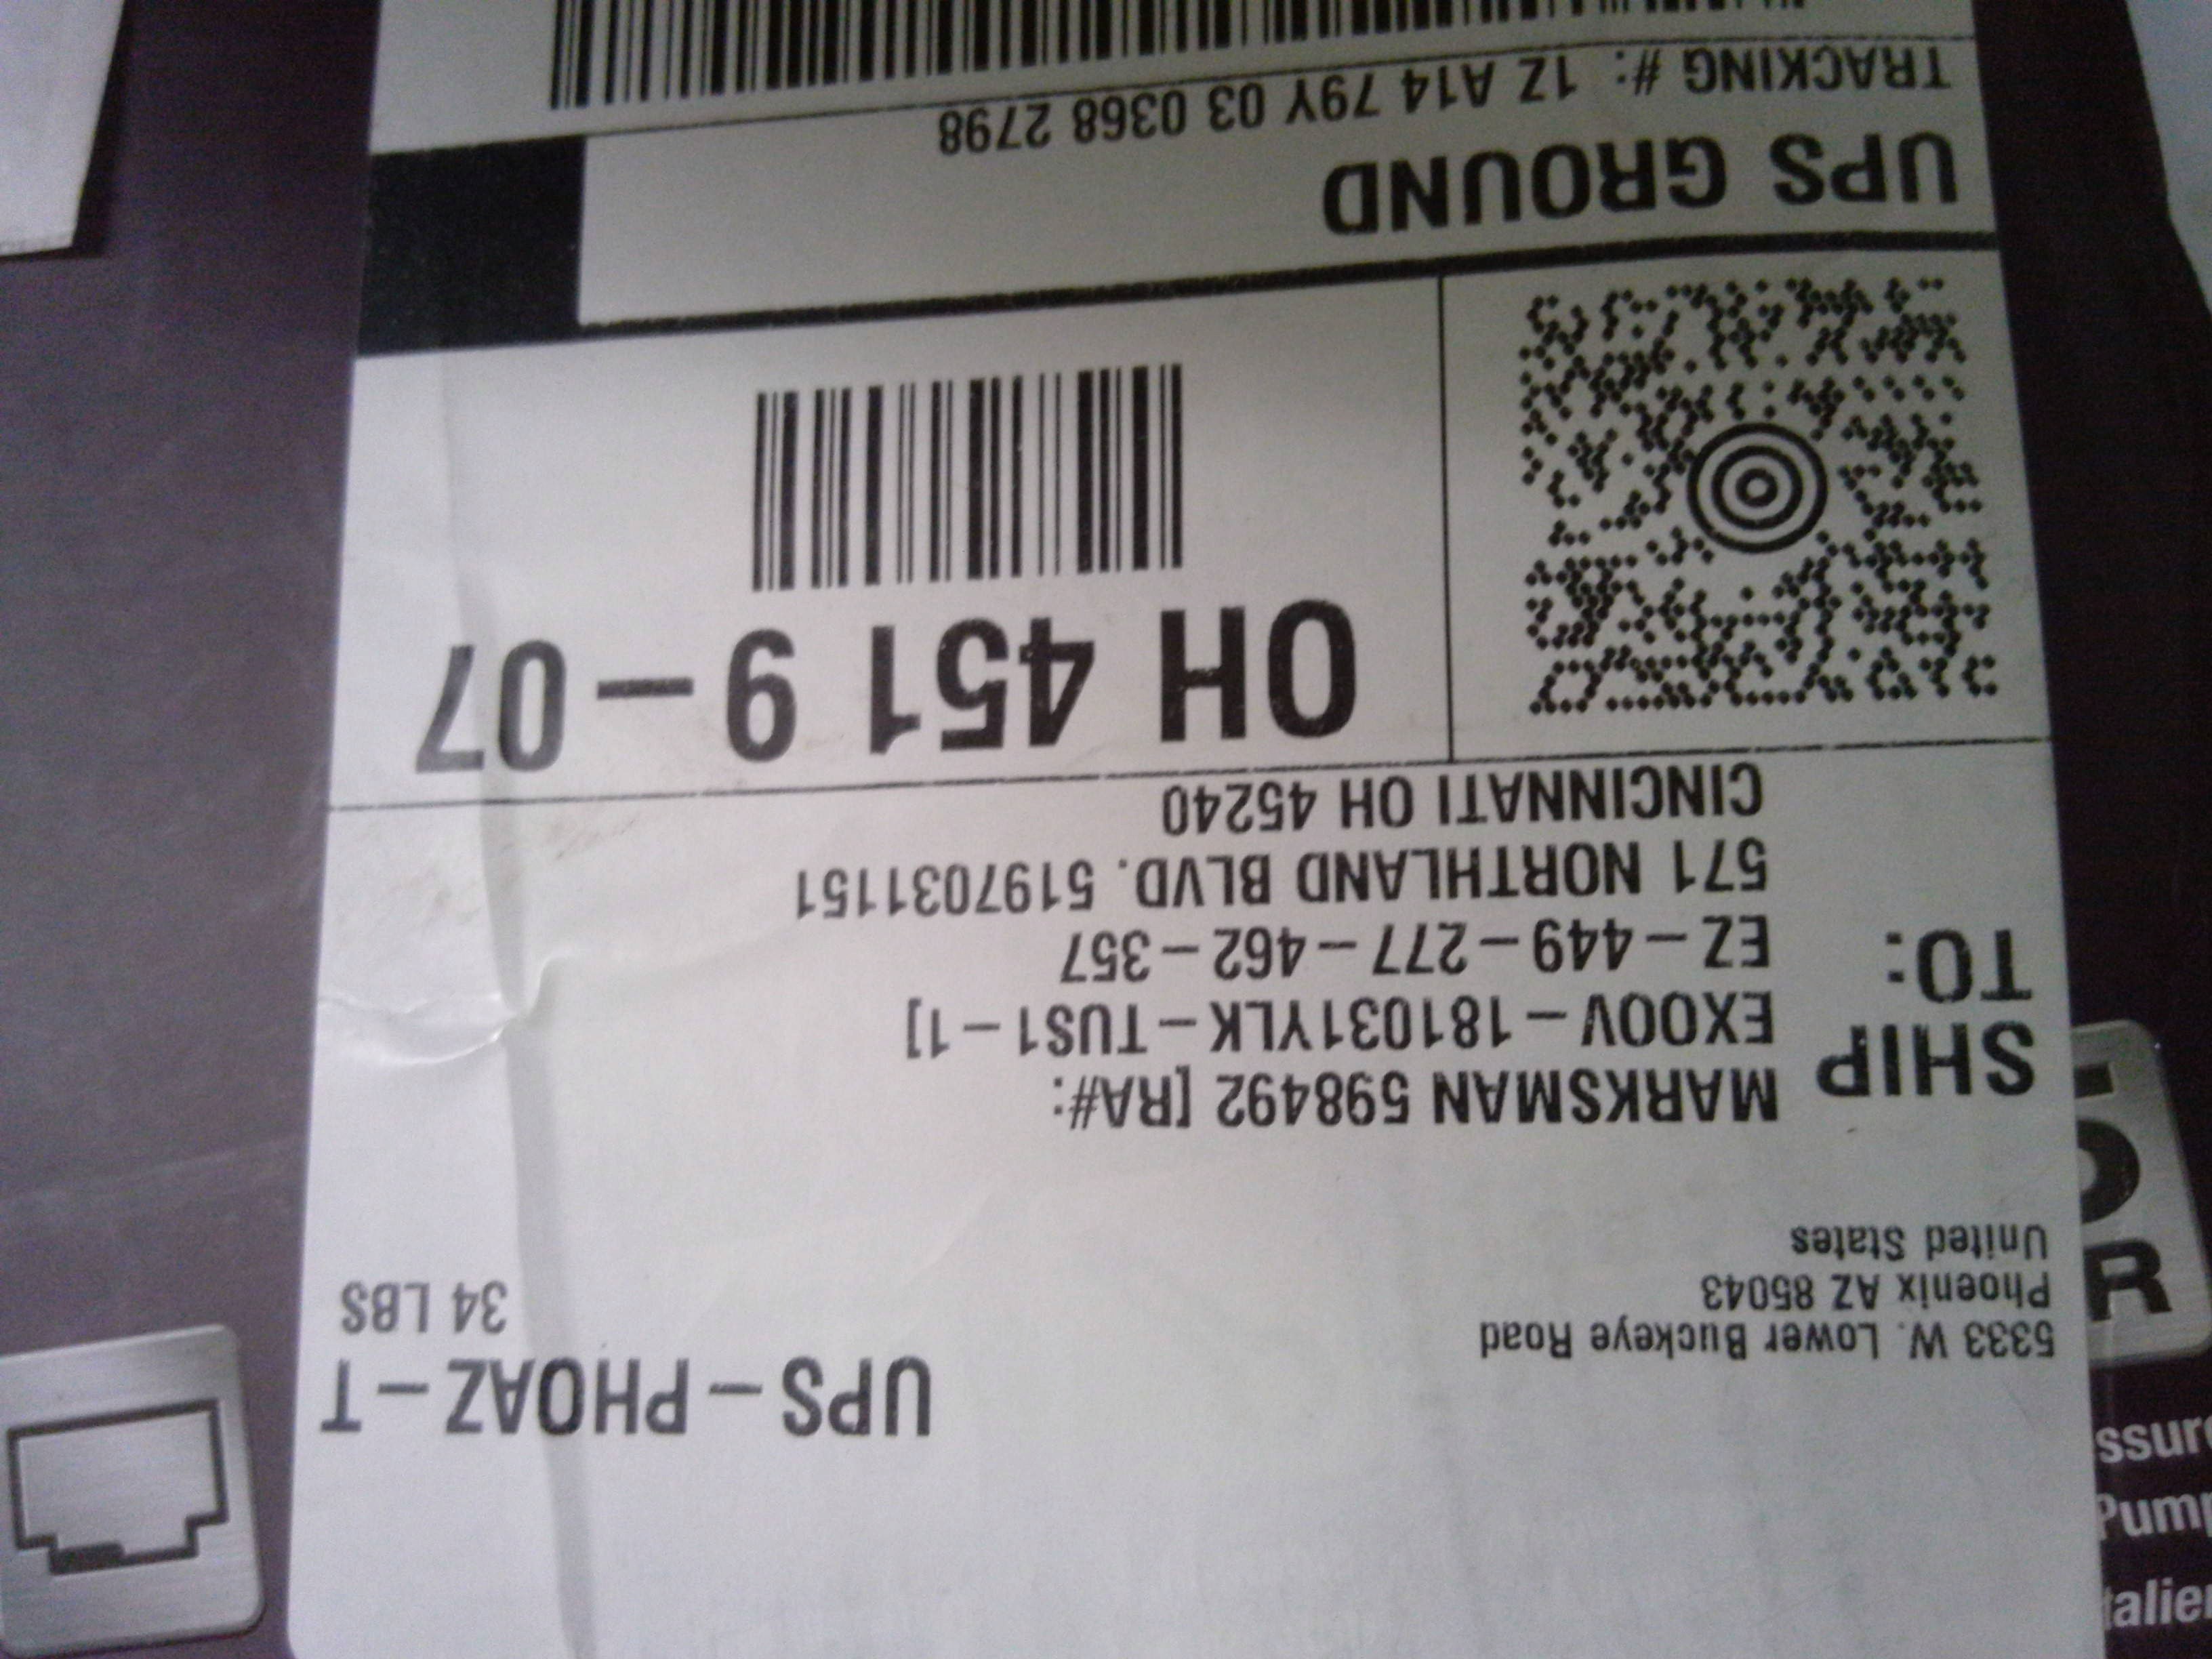 5333 W. Lower Buckeye Road
Phoenix AZ 85043
United States
UPS-PHOAZ-T
34 LBS
SHIP
TO:
MARKSMAN 598492 [RA#:
EXOOV-181031YLK-TUS1-1]
EZ-449-277-462-357
571 NORTHLAND BLVD. 5197031151
CINCINNATI OH 45240
OH 451 9-07
UPS GROUND
TRACKING #: 1Z A14 79Y 03 0368 2798
R